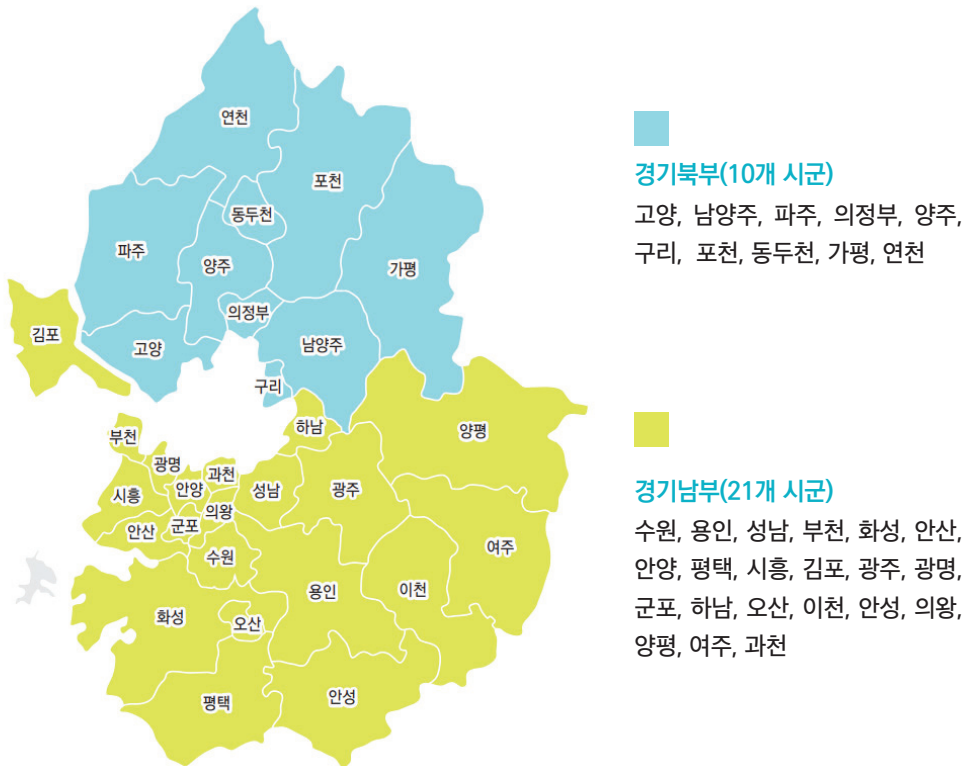 연천
포천
동두천
파주
양주
가평
의정부
김포
고양
남양주
구리
하남
양평
부천
광명
과천
시흥
안양
성남
광주
의왕
안산
군포
수원
여주
용인
이천
화성
오산
평택
안성
경기북부(10개 시군)
고양, 남양주, 파주, 의정부, 양주,
구리, 포천, 동두천, 가평, 연천
경기남부(21개 시군)
수원, 용인, 성남, 부천, 화성, 안산,
안양, 평택, 시흥, 김포, 광주, 광명,
군포, 하남, 오산, 이천, 안성, 의왕,
양평, 여주, 과천